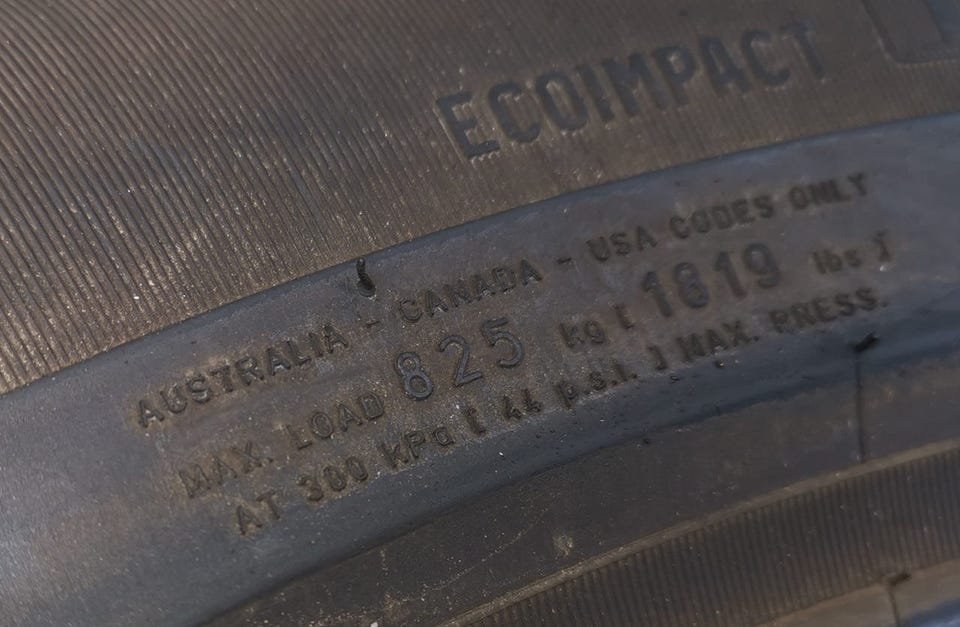 ECOIMPACT
AUSTRALIA - CANADA - USA CODES ONLY
MAX. LOAD 825 kg [ 1819 lbs ]
AT 300 kPa [ 44 p.s.i. ] MAX. PRESS.